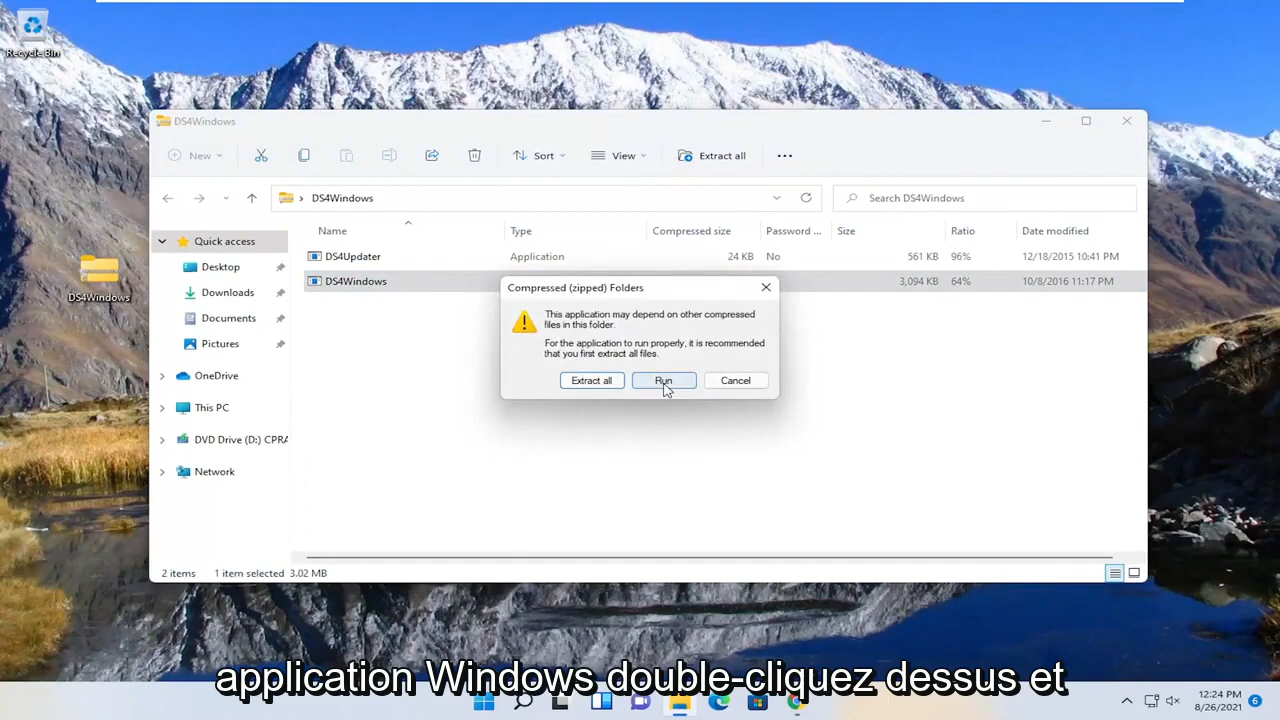 Recycle Bin
DS4Windows
DS4Windows
New
Sort
View
Extract all
DS4Windows
Search DS4Windows
Name
Type
Compressed size
Password ...
Size
Ratio
Date modified
Quick access
Desktop
Downloads
Documents
Pictures
OneDrive
This PC
DVD Drive (D:) CPRA
Network
DS4Updater Application 24 KB No 561 KB 96% 12/18/2015 10:41 PM
DS4Windows 3,094 KB 64% 10/8/2016 11:17 PM
Compressed (zipped) Folders
This application may depend on other compressed
files in this folder.
For the application to run properly, it is recommended
that you first extract all files.
Extract all
Run
Cancel
2 items 1 item selected 3.02 MB
application Windows double-cliquez dessus et
12:24 PM
8/26/2021
6